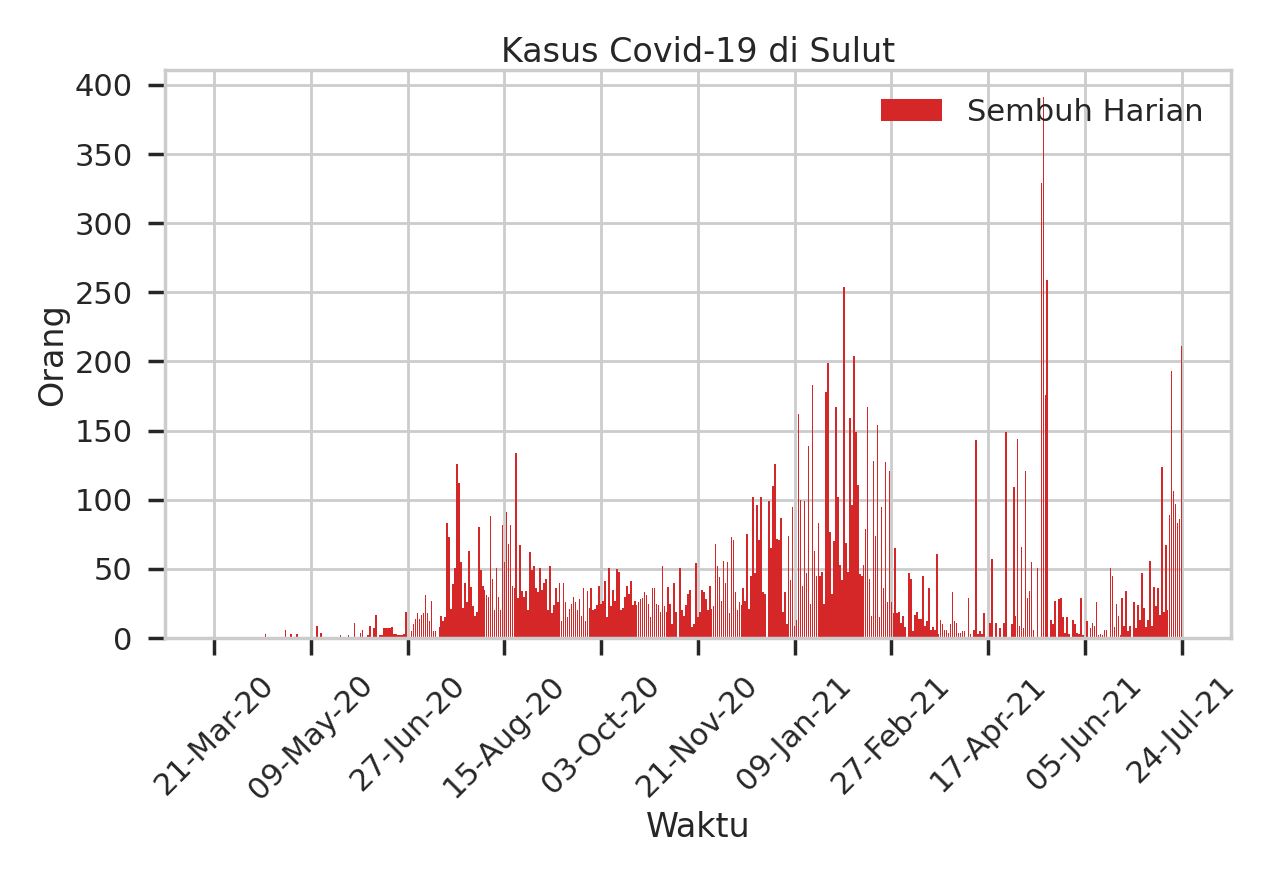 Kasus Covid-19 di Sulut
Sembuh Harian
Orang
400
350
300
250
200
150
100
50
0
21-Mar-20
09-May-20
27-Jun-20
15-Aug-20
03-Oct-20
21-Nov-20
09-Jan-21
27-Feb-21
17-Apr-21
05-Jun-21
24-Jul-21
Waktu